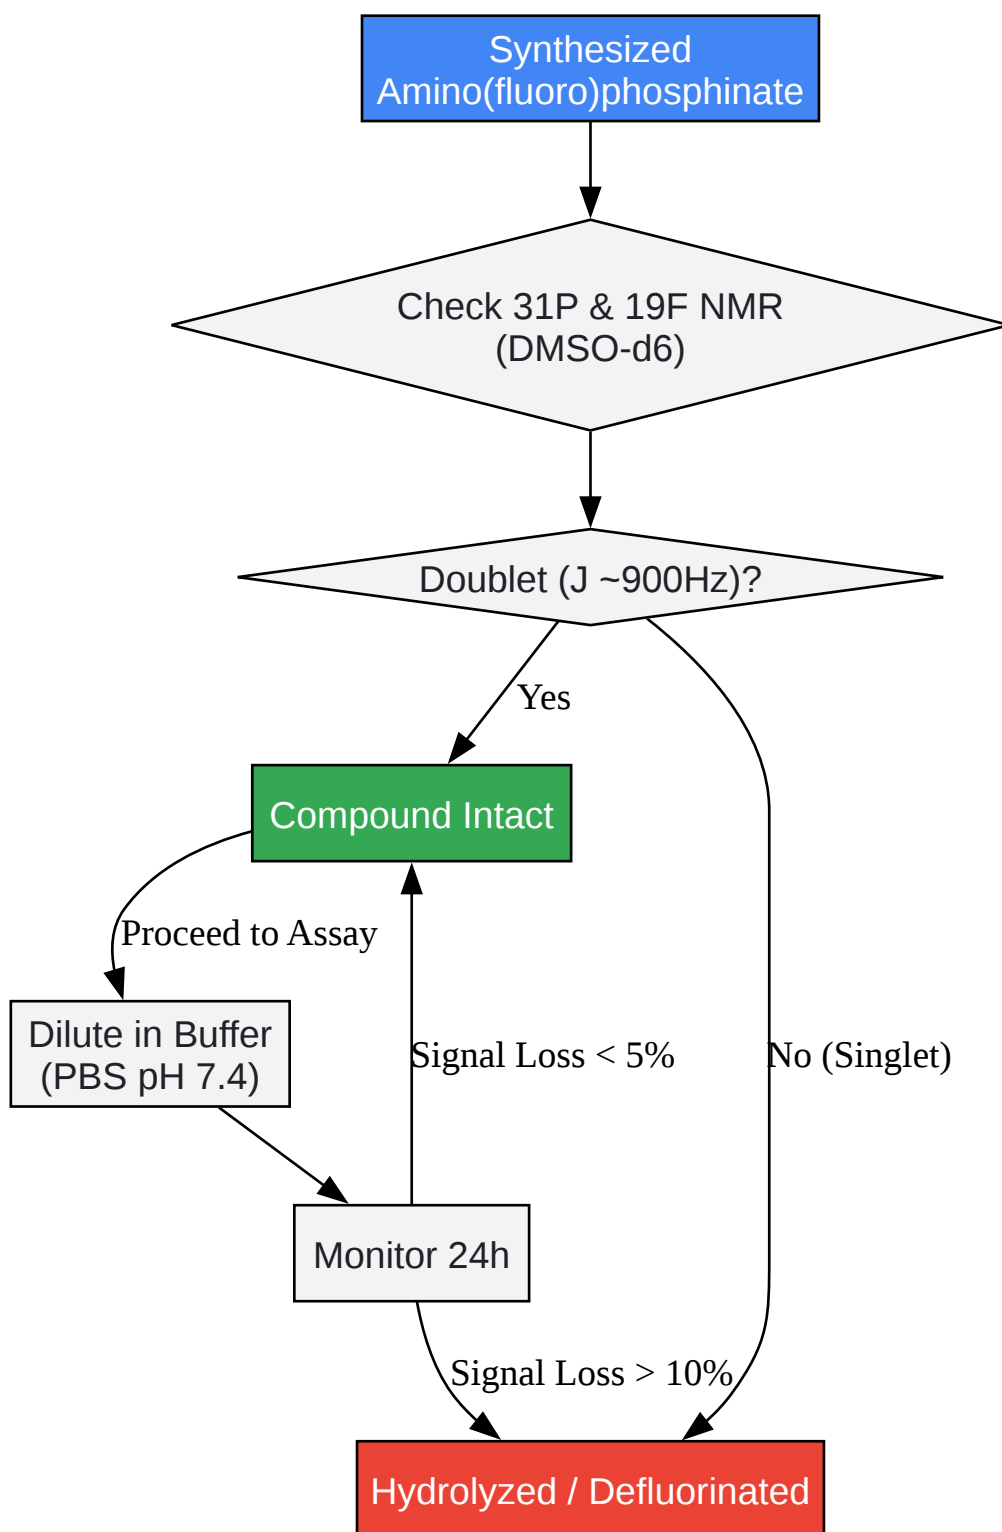 Synthesized
Amino(fluoro)phosphinate
Check 31P & 19F NMR
(DMSO-d6)
Doublet (J ~900Hz)?
Yes
Compound Intact
Proceed to Assay
Dilute in Buffer
(PBS pH 7.4)
Signal Loss < 5%
No (Singlet)
Monitor 24h
Signal Loss > 10%
Hydrolyzed / Defluorinated